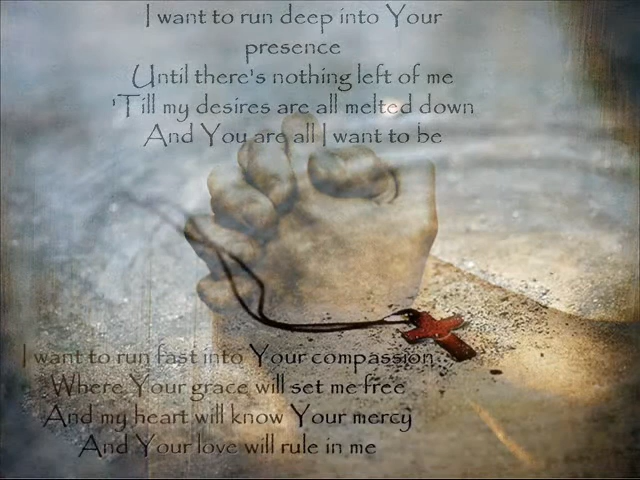 I want to run deep into Your
presence
Until there's nothing left of me
'Till my desires are all melted down
And You are all I want to be
I want to run fast into Your compassion
Where Your grace will set me free
And my heart will know Your mercy
And Your love will rule in me